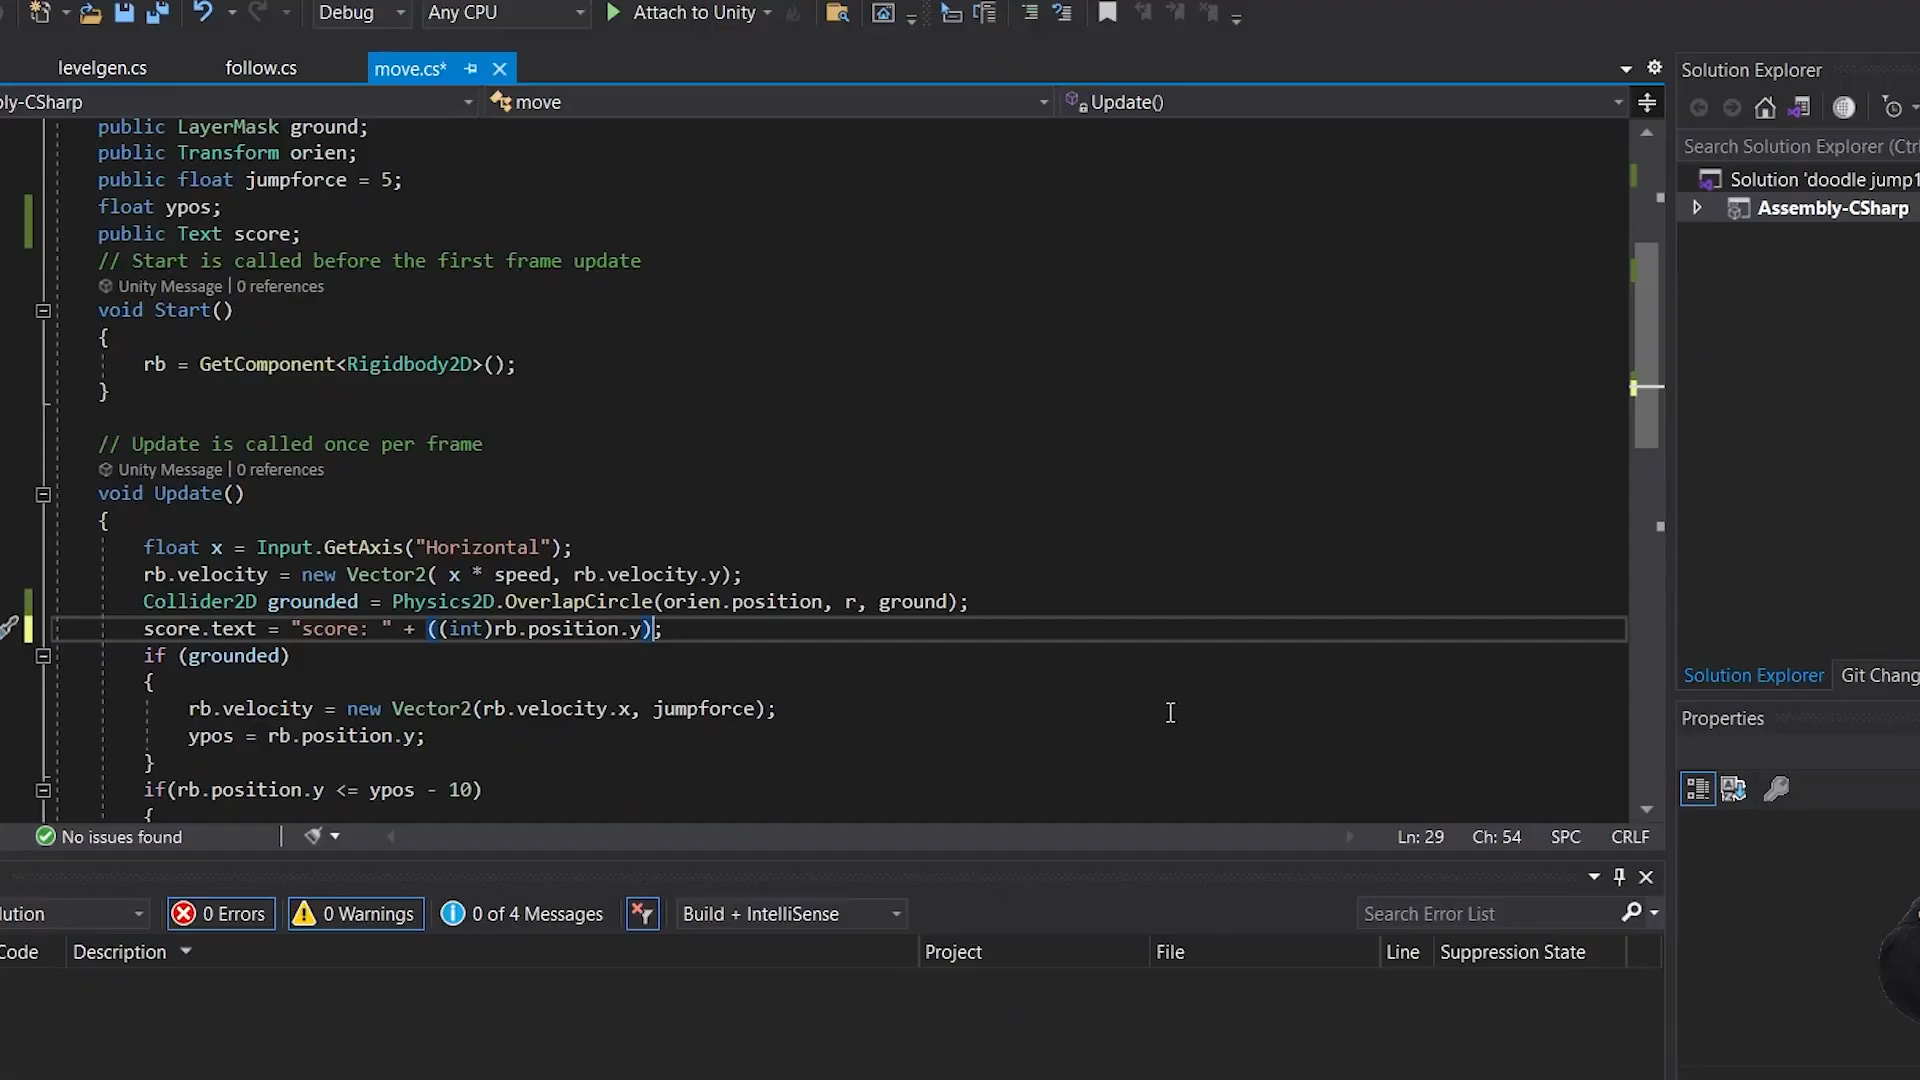 Debug
Any CPU
Attach to Unity
levelgen.cs
follow.cs
move.cs*
Solution Explorer
ly-CSharp
move
Update()
Search Solution Explorer (Ctrl
Solution 'doodle jump1
Assembly-CSharp
public LayerMask ground;
public Transform orien;
public float jumpforce = 5;
float ypos;
public Text score;
// Start is called before the first frame update
Unity Message | 0 references
void Start()
{
rb = GetComponent<Rigidbody2D>();
}
// Update is called once per frame
Unity Message | 0 references
void Update()
{
float x = Input.GetAxis("Horizontal");
rb.velocity = new Vector2( x * speed, rb.velocity.y);
Collider2D grounded = Physics2D.OverlapCircle(orien.position, r, ground);
score.text = "score: " + ((int)rb.position.y);
if (grounded)
{
rb.velocity = new Vector2(rb.velocity.x, jumpforce);
ypos = rb.position.y;
}
if(rb.position.y <= ypos - 10)
{
Solution Explorer
Git Chang
Properties
No issues found
Ln: 29
Ch: 54
SPC
CRLF
lution
0 Errors
0 Warnings
0 of 4 Messages
Build + IntelliSense
Search Error List
Code
Description
Project
File
Line
Suppression State